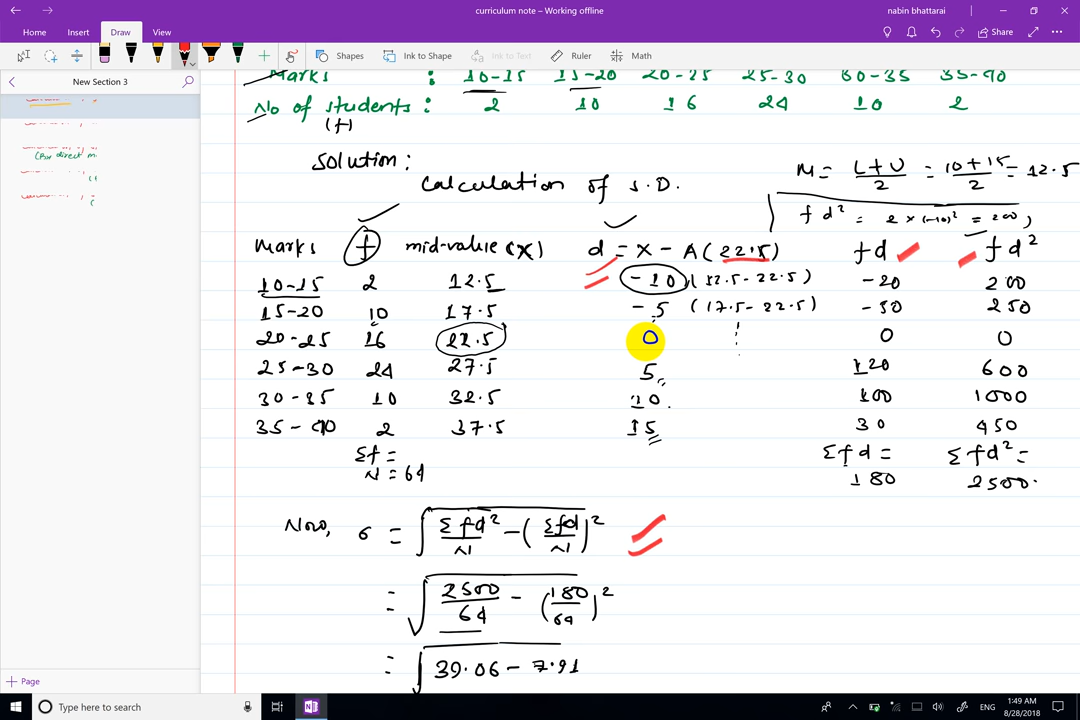 curriculum note – Working offline
nabin bhattarai
Home Insert Draw View
Share
Shapes Ink to Shape Ink to Text Ruler Math
New Section 3
(For direct m.
Page
Marks : 10-15 15-20 20-25 25-30 30-35 35-40
No of students : 2 10 16 24 10 2
(f)
Solution:
Calculation of S.D.
M = L+U/2 = 10+15/2 = 12.5
fd² = 2×(-10)² = 200,
Marks f mid-value (X) d = X - A (22.5) fd fd²
10-15 2 12.5 -10 (12.5-22.5) -20 200
15-20 10 17.5 -5 (17.5-22.5) -50 250
20-25 16 22.5 0 0 0
25-30 24 27.5 5 120 600
30-35 10 32.5 10 100 1000
35-40 2 37.5 15 30 450
Σf = Σfd = Σfd² =
N = 64 180 2500
Now, σ = √Σfd²/N - (Σfd/N)²
= √2500/64 - (180/64)²
= √39.06 - 7.91
Type here to search
ENG
1:49 AM
8/28/2018